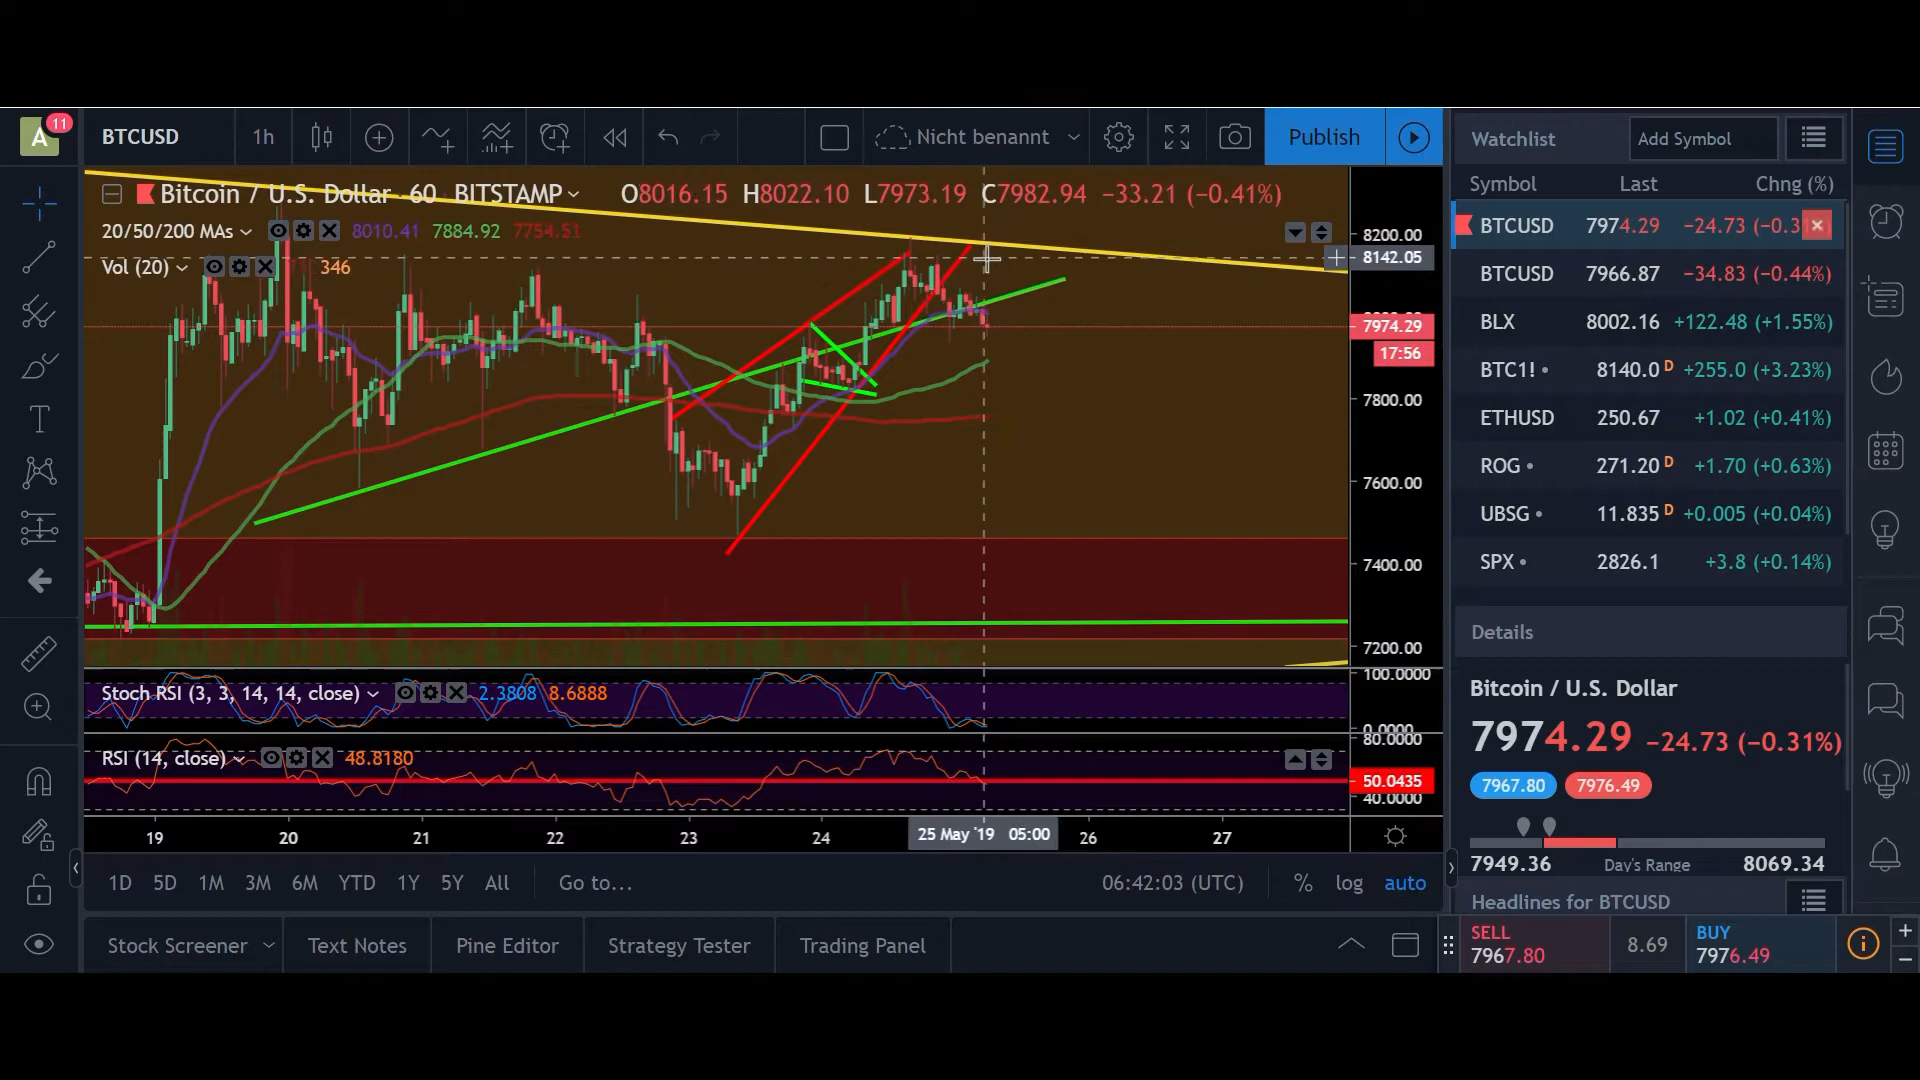 A 11
BTCUSD 1h Nicht benannt Publish
Bitcoin / U.S. Dollar 60 BITSTAMP O8016.15 H8022.10 L7973.19 C7982.94 −33.21 (−0.41%)
20/50/200 MAs 8010.41 7884.92 7754.51
Vol (20) 346
8200.00
8142.05
7974.29
17:56
7800.00
7600.00
7400.00
7200.00
Stoch RSI (3, 3, 14, 14, close) 2.3808 8.6888
100.0000
0.0000
RSI (14, close) 48.8180
80.0000
50.0435
40.0000
19 20 21 22 23 24 25 May '19 05:00 26 27
1D 5D 1M 3M 6M YTD 1Y 5Y All Go to... 06:42:03 (UTC) % log auto
Stock Screener Text Notes Pine Editor Strategy Tester Trading Panel
Watchlist Add Symbol
Symbol Last Chng (%)
BTCUSD 7974.29 −24.73 (−0.3
BTCUSD 7966.87 −34.83 (−0.44%)
BLX 8002.16 +122.48 (+1.55%)
BTC1! 8140.0 D +255.0 (+3.23%)
ETHUSD 250.67 +1.02 (+0.41%)
ROG 271.20 D +1.70 (+0.63%)
UBSG 11.835 D +0.005 (+0.04%)
SPX 2826.1 +3.8 (+0.14%)
Details
Bitcoin / U.S. Dollar
7974.29 −24.73 (−0.31%)
7967.80 7976.49
7949.36 Day's Range 8069.34
Headlines for BTCUSD
SELL 7967.80 8.69 BUY 7976.49